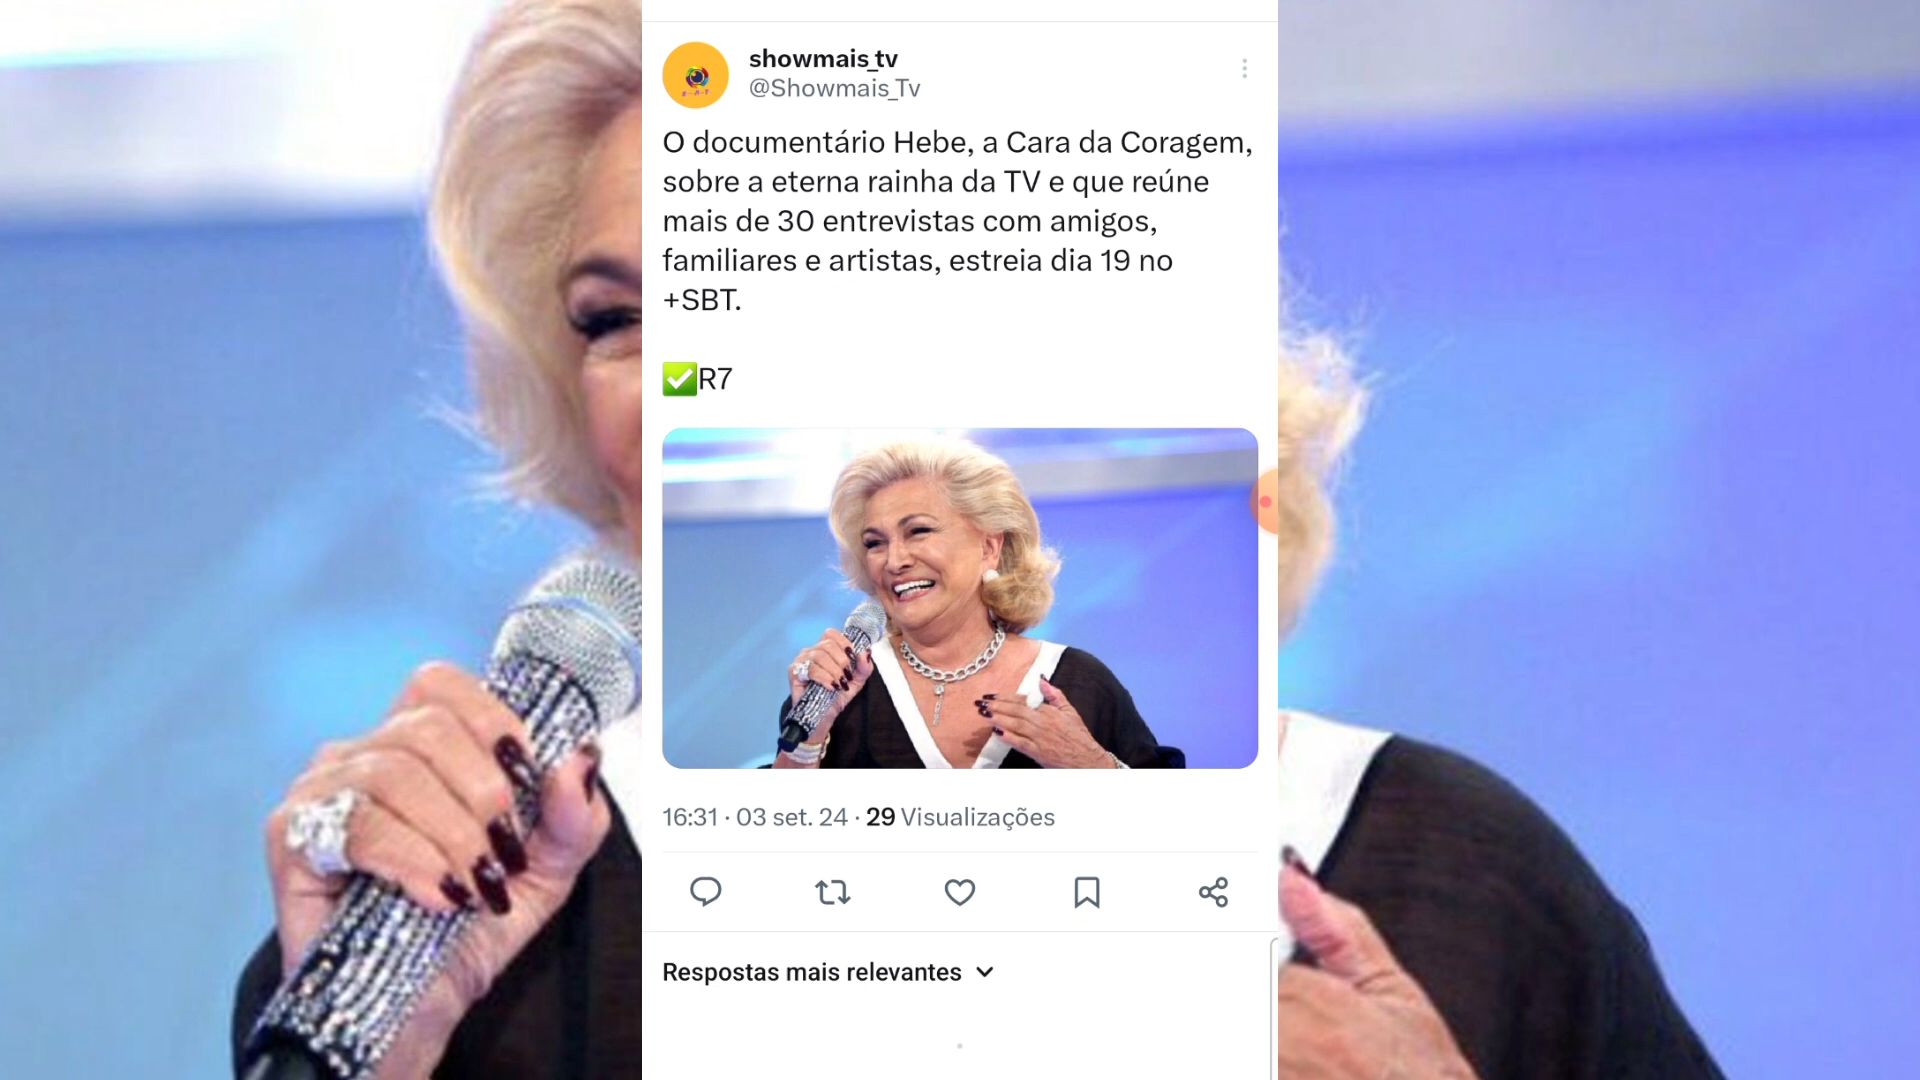 showmais_tv
@Showmais_Tv
O documentário Hebe, a Cara da Coragem,
sobre a eterna rainha da TV e que reúne
mais de 30 entrevistas com amigos,
familiares e artistas, estreia dia 19 no
+SBT.
✅R7
16:31 · 03 set. 24 · 29 Visualizações
Respostas mais relevantes